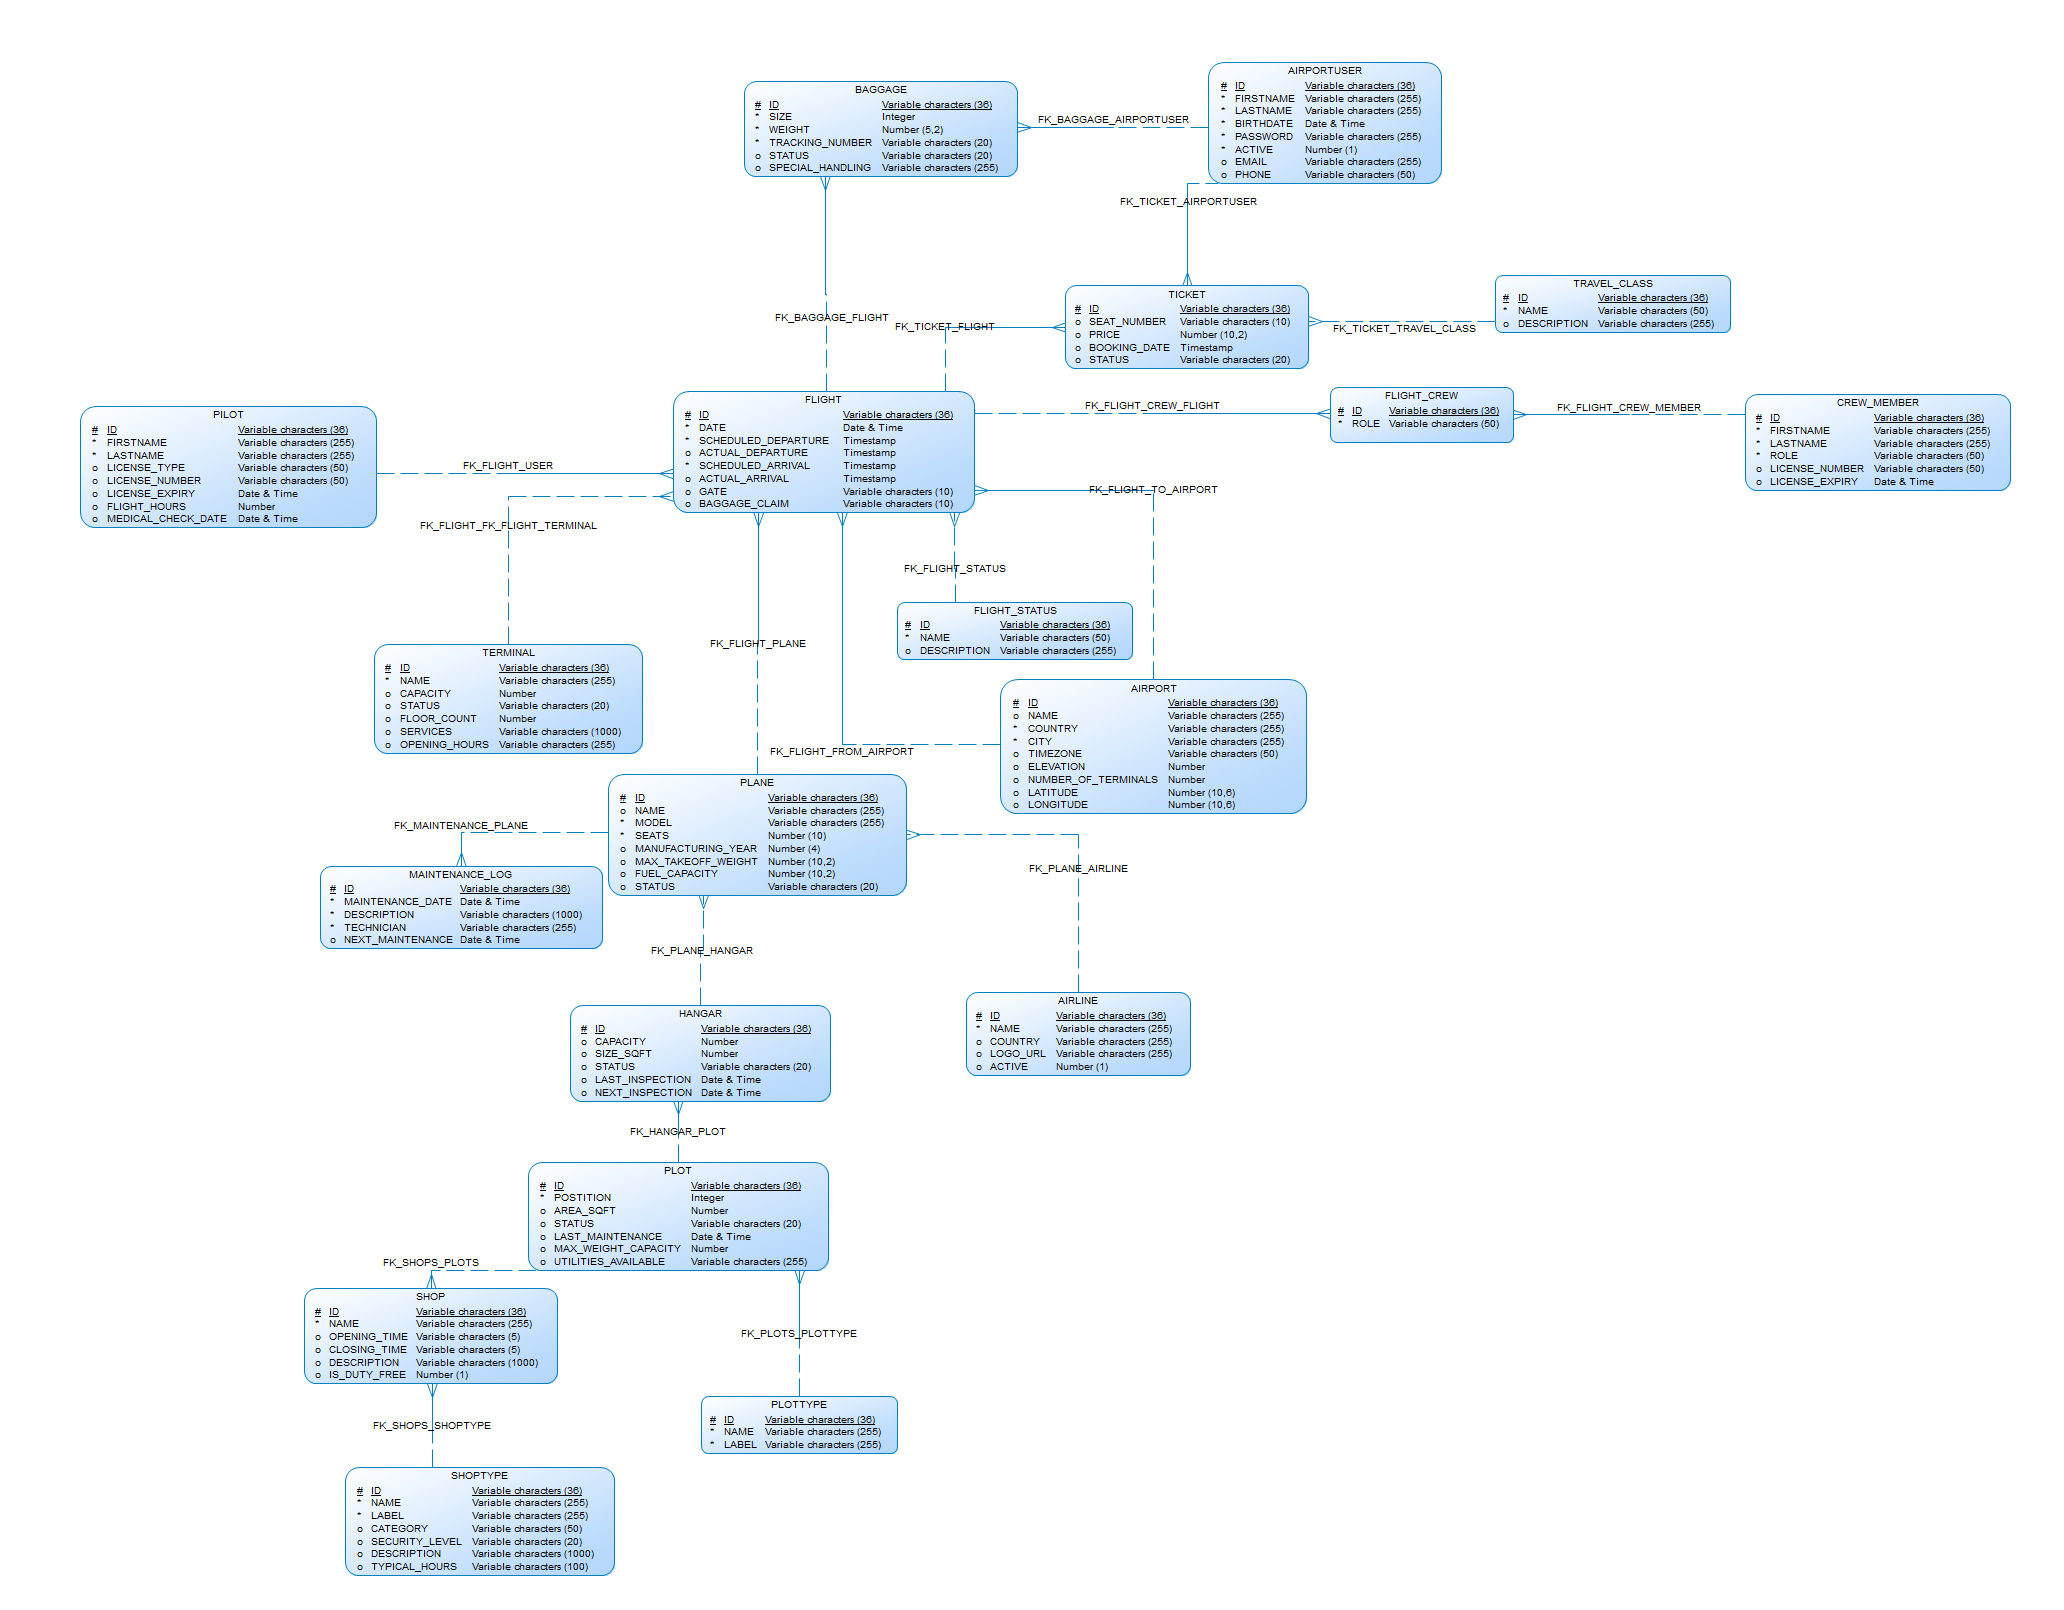 AIRPORTUSER
# ID Variable characters (36)
* FIRSTNAME Variable characters (255)
* LASTNAME Variable characters (255)
* BIRTHDATE Date & Time
* PASSWORD Variable characters (255)
* ACTIVE Number (1)
o EMAIL Variable characters (255)
o PHONE Variable characters (50)
BAGGAGE
# ID Variable characters (36)
* SIZE Integer
* WEIGHT Number (5,2)
* TRACKING_NUMBER Variable characters (20)
o STATUS Variable characters (20)
o SPECIAL_HANDLING Variable characters (255)
FK_BAGGAGE_AIRPORTUSER
FK_TICKET_AIRPORTUSER
TICKET
# ID Variable characters (36)
o SEAT_NUMBER Variable characters (10)
o PRICE Number (10,2)
o BOOKING_DATE Timestamp
o STATUS Variable characters (20)
TRAVEL_CLASS
# ID Variable characters (36)
* NAME Variable characters (50)
o DESCRIPTION Variable characters (255)
FK_BAGGAGE_FLIGHT
FK_TICKET_FLIGHT
FK_TICKET_TRAVEL_CLASS
FLIGHT
# ID Variable characters (36)
* DATE Date & Time
* SCHEDULED_DEPARTURE Timestamp
o ACTUAL_DEPARTURE Timestamp
* SCHEDULED_ARRIVAL Timestamp
o ACTUAL_ARRIVAL Timestamp
o GATE Variable characters (10)
o BAGGAGE_CLAIM Variable characters (10)
FK_FLIGHT_CREW_FLIGHT
FLIGHT_CREW
# ID Variable characters (36)
* ROLE Variable characters (50)
FK_FLIGHT_CREW_MEMBER
CREW_MEMBER
# ID Variable characters (36)
* FIRSTNAME Variable characters (255)
* LASTNAME Variable characters (255)
* ROLE Variable characters (50)
o LICENSE_NUMBER Variable characters (50)
o LICENSE_EXPIRY Date & Time
PILOT
# ID Variable characters (36)
* FIRSTNAME Variable characters (255)
* LASTNAME Variable characters (255)
o LICENSE_TYPE Variable characters (50)
o LICENSE_NUMBER Variable characters (50)
o LICENSE_EXPIRY Date & Time
o FLIGHT_HOURS Number
o MEDICAL_CHECK_DATE Date & Time
FK_FLIGHT_USER
FK_FLIGHT_TO_AIRPORT
FK_FLIGHT_FK_FLIGHT_TERMINAL
FK_FLIGHT_STATUS
FLIGHT_STATUS
# ID Variable characters (36)
* NAME Variable characters (50)
o DESCRIPTION Variable characters (255)
FK_FLIGHT_PLANE
TERMINAL
# ID Variable characters (36)
* NAME Variable characters (255)
o CAPACITY Number
o STATUS Variable characters (20)
o FLOOR_COUNT Number
o SERVICES Variable characters (1000)
o OPENING_HOURS Variable characters (255)
AIRPORT
# ID Variable characters (36)
o NAME Variable characters (255)
* COUNTRY Variable characters (255)
* CITY Variable characters (255)
o TIMEZONE Variable characters (50)
o ELEVATION Number
o NUMBER_OF_TERMINALS Number
o LATITUDE Number (10,6)
o LONGITUDE Number (10,6)
FK_FLIGHT_FROM_AIRPORT
PLANE
# ID Variable characters (36)
o NAME Variable characters (255)
* MODEL Variable characters (255)
* SEATS Number (10)
o MANUFACTURING_YEAR Number (4)
o MAX_TAKEOFF_WEIGHT Number (10,2)
o FUEL_CAPACITY Number (10,2)
o STATUS Variable characters (20)
FK_MAINTENANCE_PLANE
MAINTENANCE_LOG
# ID Variable characters (36)
* MAINTENANCE_DATE Date & Time
* DESCRIPTION Variable characters (1000)
* TECHNICIAN Variable characters (255)
o NEXT_MAINTENANCE Date & Time
FK_PLANE_AIRLINE
FK_PLANE_HANGAR
AIRLINE
# ID Variable characters (36)
* NAME Variable characters (255)
o COUNTRY Variable characters (255)
o LOGO_URL Variable characters (255)
o ACTIVE Number (1)
HANGAR
# ID Variable characters (36)
o CAPACITY Number
o SIZE_SQFT Number
o STATUS Variable characters (20)
o LAST_INSPECTION Date & Time
o NEXT_INSPECTION Date & Time
FK_HANGAR_PLOT
PLOT
# ID Variable characters (36)
* POSTITION Integer
o AREA_SQFT Number
o STATUS Variable characters (20)
o LAST_MAINTENANCE Date & Time
o MAX_WEIGHT_CAPACITY Number
o UTILITIES_AVAILABLE Variable characters (255)
FK_SHOPS_PLOTS
SHOP
# ID Variable characters (36)
* NAME Variable characters (255)
o OPENING_TIME Variable characters (5)
o CLOSING_TIME Variable characters (5)
o DESCRIPTION Variable characters (1000)
o IS_DUTY_FREE Number (1)
FK_PLOTS_PLOTTYPE
PLOTTYPE
# ID Variable characters (36)
* NAME Variable characters (255)
* LABEL Variable characters (255)
FK_SHOPS_SHOPTYPE
SHOPTYPE
# ID Variable characters (36)
* NAME Variable characters (255)
* LABEL Variable characters (255)
o CATEGORY Variable characters (50)
o SECURITY_LEVEL Variable characters (20)
o DESCRIPTION Variable characters (1000)
o TYPICAL_HOURS Variable characters (100)